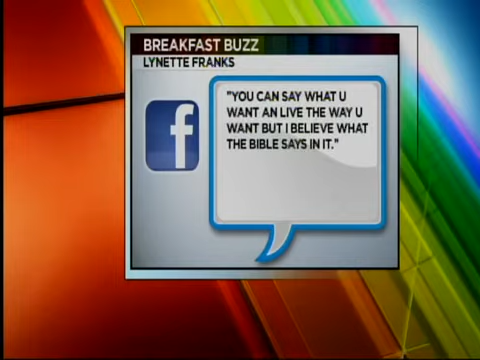 BREAKFAST BUZZ
LYNETTE FRANKS
f
"YOU CAN SAY WHAT U
WANT AN LIVE THE WAY U
WANT BUT I BELIEVE WHAT
THE BIBLE SAYS IN IT."